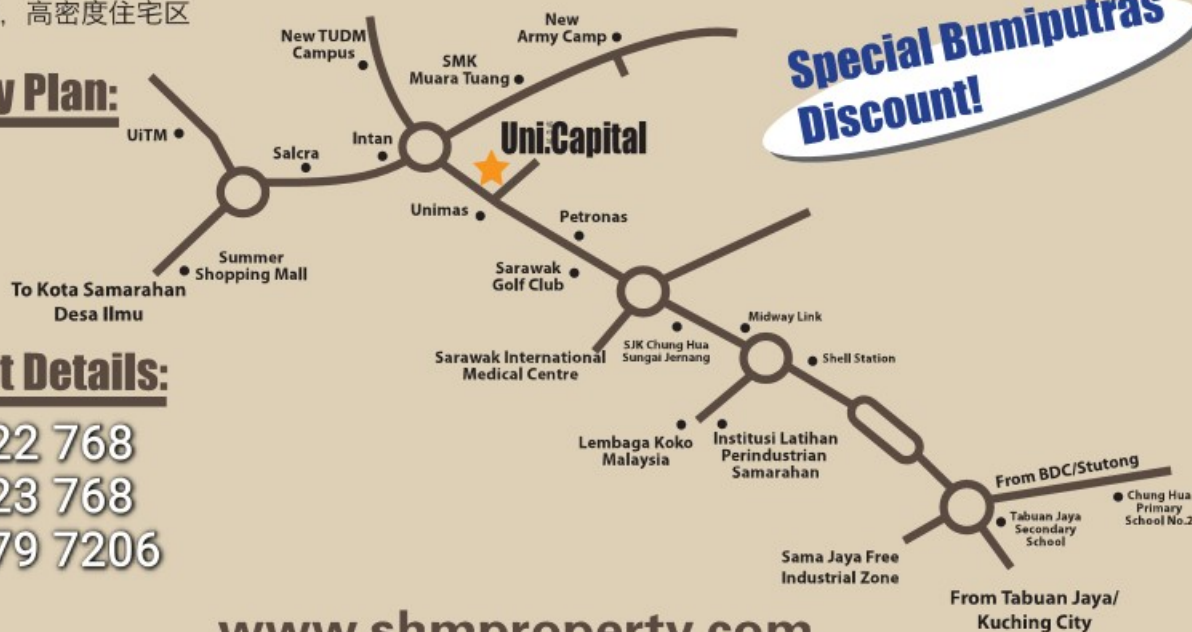 ，高密度住宅区
y Plan:
Special Bumiputras
Discount!
New TUDM
Campus
New
Army Camp
SMK
Muara Tuang
UiTM
Salcra
Intan
Uni.Capital
Unimas
Petronas
Summer
Shopping Mall
To Kota Samarahan
Desa Ilmu
Sarawak
Golf Club
Sarawak International
Medical Centre
SJK Chung Hua
Sungai Jernang
Midway Link
Shell Station
t Details:
22 768
23 768
79 7206
Lembaga Koko
Malaysia
Institusi Latihan
Perindustrian
Samarahan
From BDC/Stutong
Chung Hua
Primary
School No.2
Tabuan Jaya
Secondary
School
Sama Jaya Free
Industrial Zone
From Tabuan Jaya/
Kuching City
www.shmproperty.com